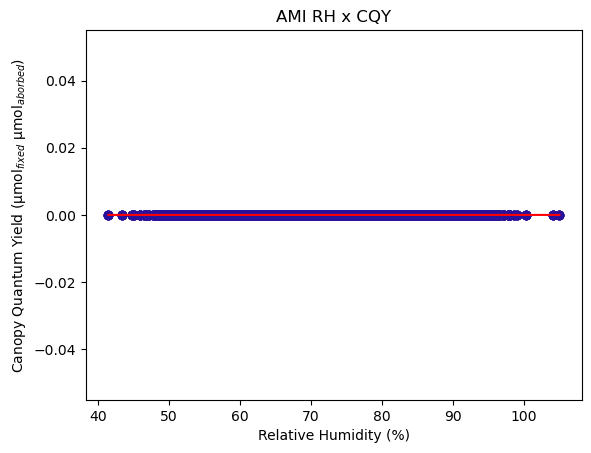 AMI RH x CQY
Canopy Quantum Yield (µmol_fixed µmol_aborbed)
0.04
0.02
0.00
−0.02
−0.04
40 50 60 70 80 90 100
Relative Humidity (%)